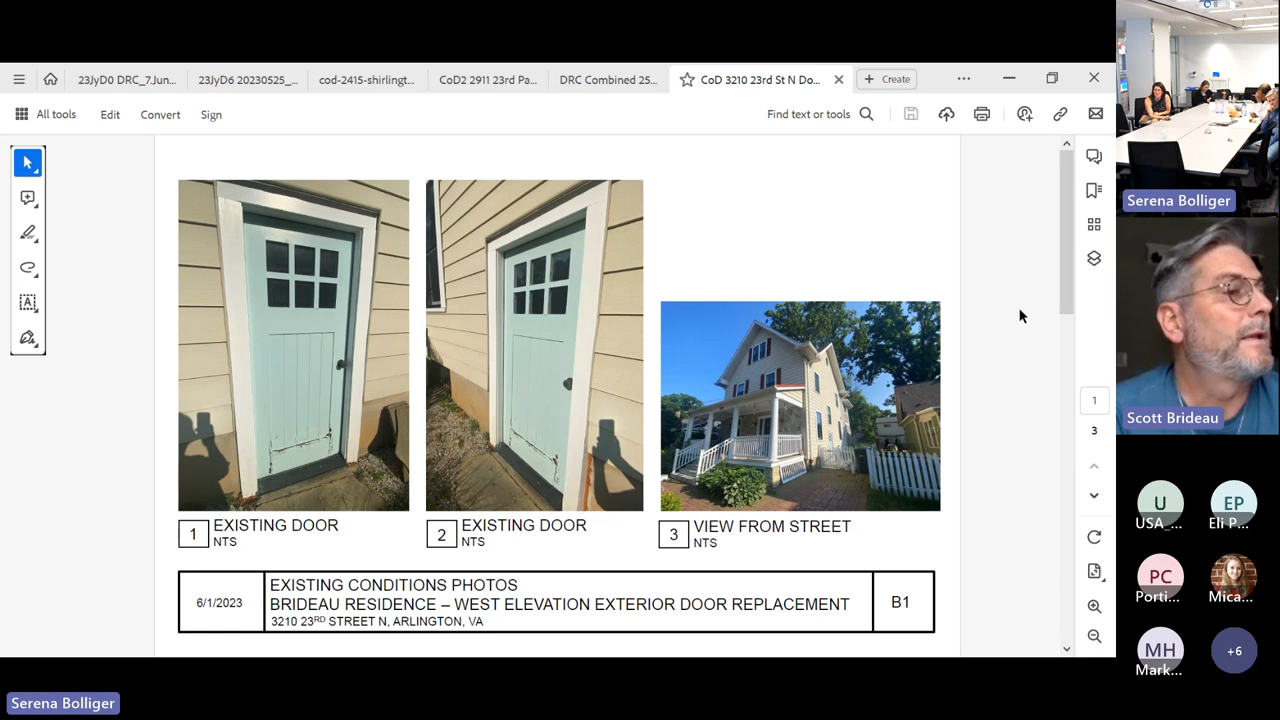 23JyD0 DRC_7.Jun...
23JyD6 20230525_...
cod-2415-shirlingt...
CoD2 2911 23rd Pa...
DRC Combined 25...
CoD 3210 23rd St N Do...
Create
All tools
Edit
Convert
Sign
Find text or tools
Serena Bolliger
Scott Brideau
1
3
1 EXISTING DOOR
NTS
2 EXISTING DOOR
NTS
3 VIEW FROM STREET
NTS
6/1/2023
EXISTING CONDITIONS PHOTOS
BRIDEAU RESIDENCE – WEST ELEVATION EXTERIOR DOOR REPLACEMENT
3210 23RD STREET N, ARLINGTON, VA
B1
U
USA_...
EP
Eli P...
PC
Porti...
Mica...
MH
Mark...
+6
Serena Bolliger